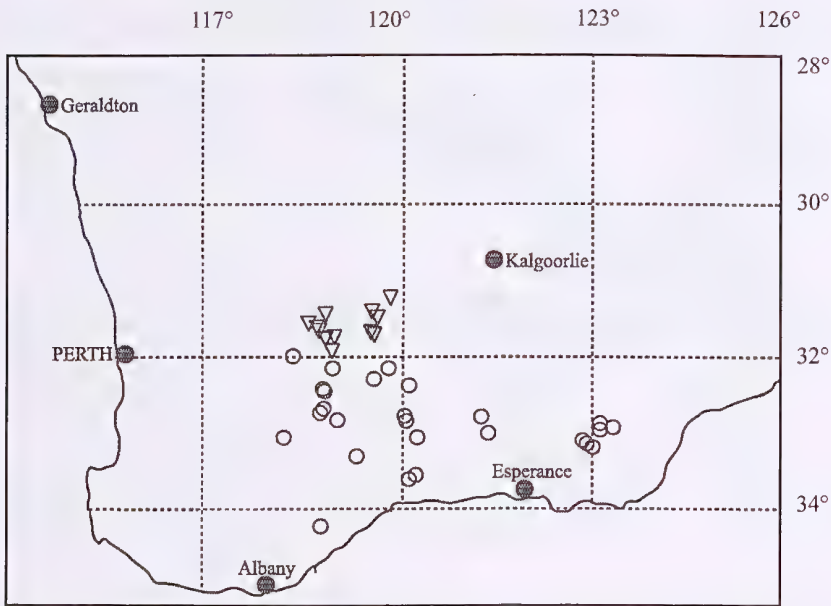 117° 120° 123° 126°
28°
Geraldton
30°
Kalgoorlie
PERTH
32°
Esperance
34°
Albany